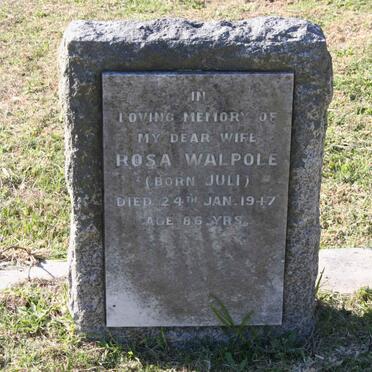 IN
LOVING MEMORY OF
MY DEAR WIFE
ROSA WALPOLE
(BORN JULI)
DIED 24TH JAN. 1947
AGE 86 YRS.